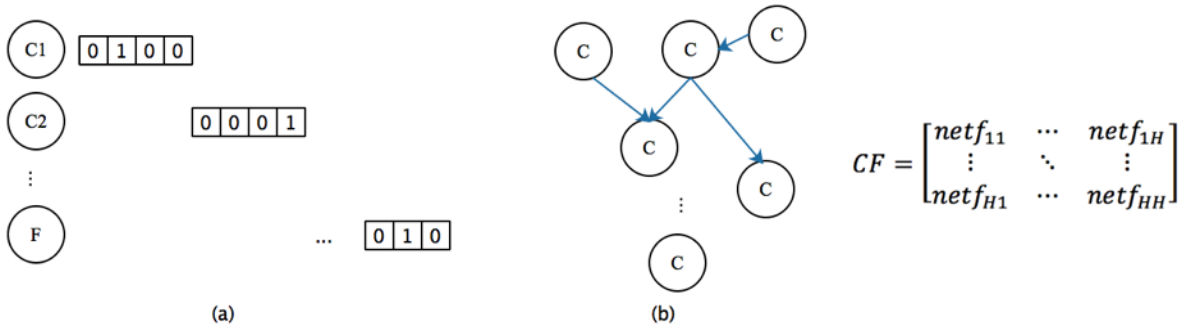 C1 0 1 0 0
C2 0 0 0 1
⋮
F ... 0 1 0
(a)
C C C
C
C
⋮
C
(b)
CF = [netf₁₁ ⋯ netf₁H
⋮ ⋱ ⋮
netfH₁ ⋯ netfHH]